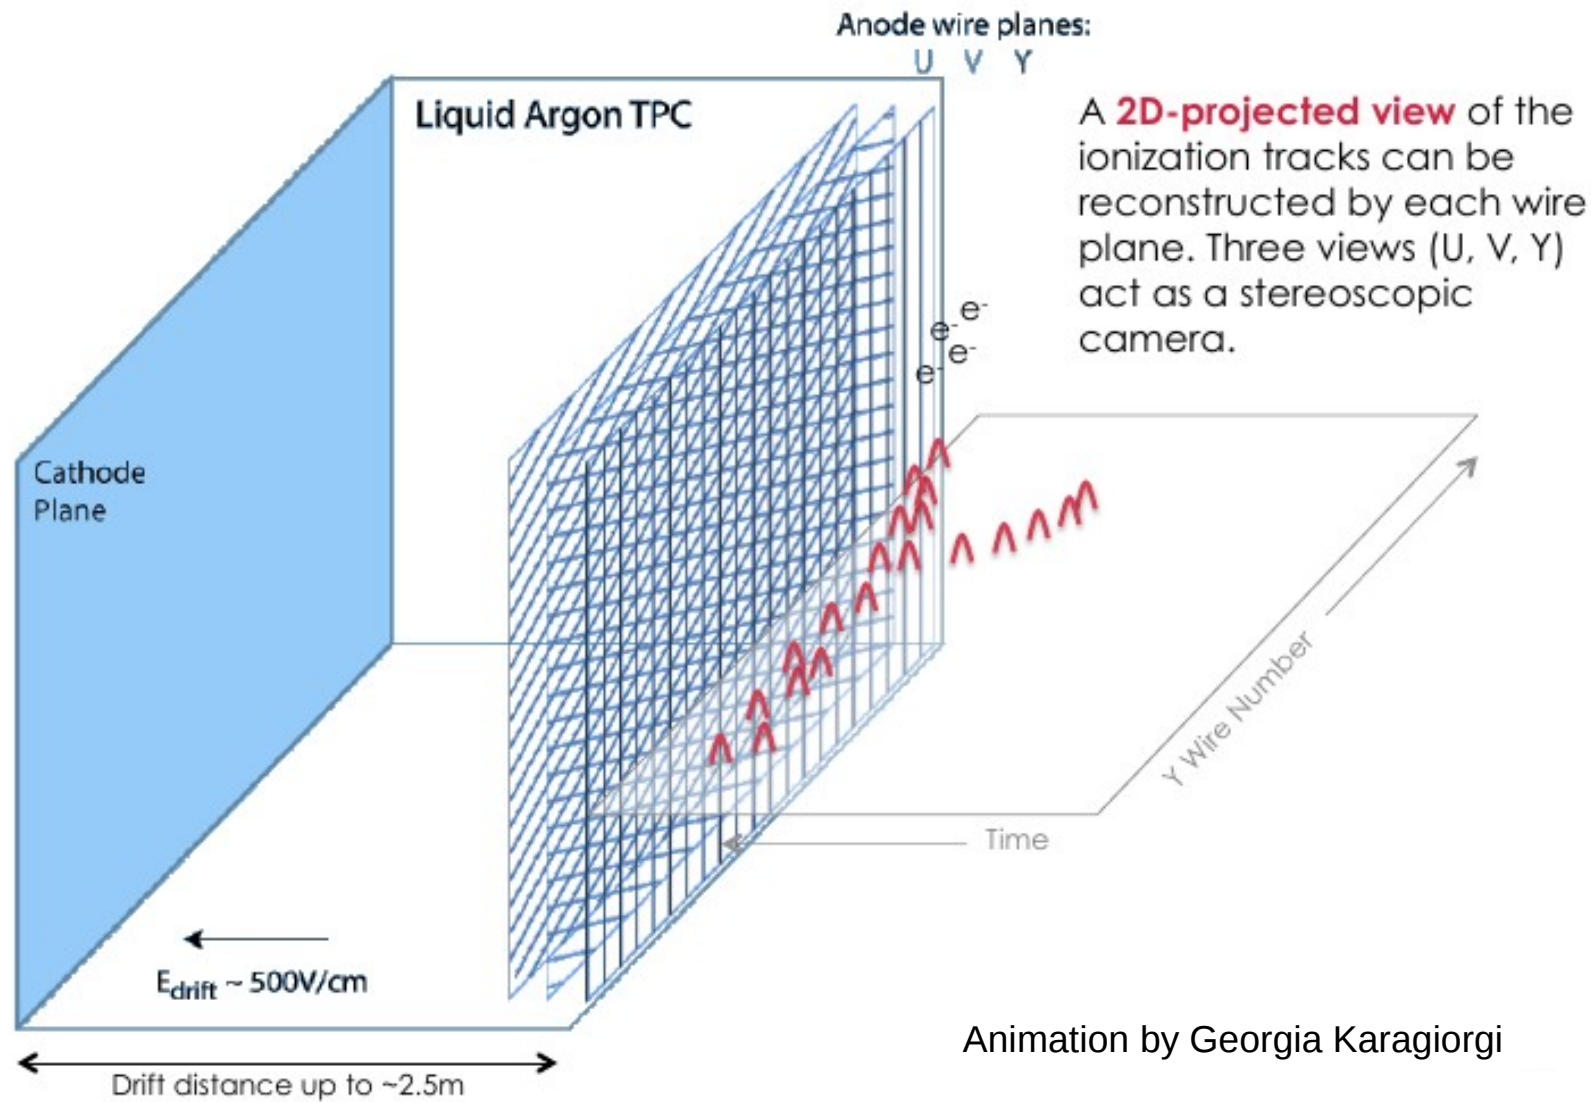 Anode wire planes:
U V Y
Liquid Argon TPC
A 2D-projected view of the
ionization tracks can be
reconstructed by each wire
plane. Three views (U, V, Y)
act as a stereoscopic
camera.
e-
e-
e-
e-
Cathode
Plane
Y Wire Number
Time
Edrift ~ 500V/cm
Drift distance up to ~2.5m
Animation by Georgia Karagiorgi